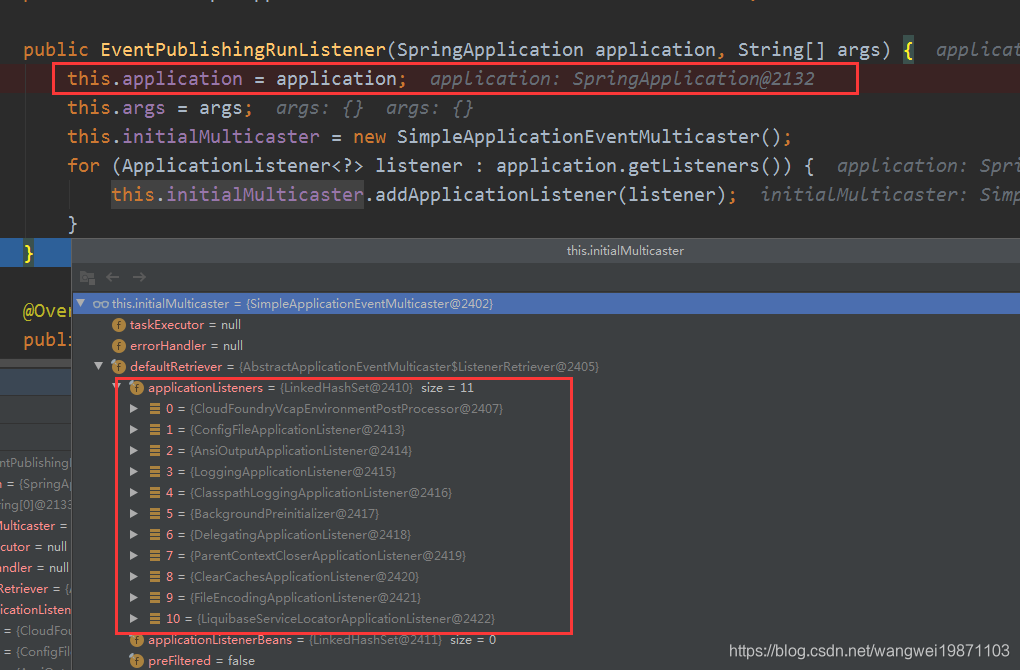 public EventPublishingRunListener(SpringApplication application, String[] args) {  applicat
this.application = application;  application: SpringApplication@2132
this.args = args;  args: {}  args: {}
this.initialMulticaster = new SimpleApplicationEventMulticaster();
for (ApplicationListener<?> listener : application.getListeners()) {  application: Spri
this.initialMulticaster.addApplicationListener(listener);  initialMulticaster: Simp
}
}
this.initialMulticaster
@Over
publi
this.initialMulticaster = {SimpleApplicationEventMulticaster@2402}
taskExecutor = null
errorHandler = null
defaultRetriever = {AbstractApplicationEventMulticaster$ListenerRetriever@2405}
applicationListeners = {LinkedHashSet@2410} size = 11
0 = {CloudFoundryVcapEnvironmentPostProcessor@2407}
1 = {ConfigFileApplicationListener@2413}
2 = {AnsiOutputApplicationListener@2414}
3 = {LoggingApplicationListener@2415}
4 = {ClasspathLoggingApplicationListener@2416}
5 = {BackgroundPreinitializer@2417}
6 = {DelegatingApplicationListener@2418}
7 = {ParentContextCloserApplicationListener@2419}
8 = {ClearCachesApplicationListener@2420}
9 = {FileEncodingApplicationListener@2421}
10 = {LiquibaseServiceLocatorApplicationListener@2422}
applicationListenerBeans = {LinkedHashSet@2411} size = 0
preFiltered = false
ntPublishing
= {SpringAp
ring[0]@2133
Multicaster =
cutor = null
ndler = null
Retriever = {
icationListen
= {CloudFou
= {ConfigFile
https://blog.csdn.net/wangwei19871103